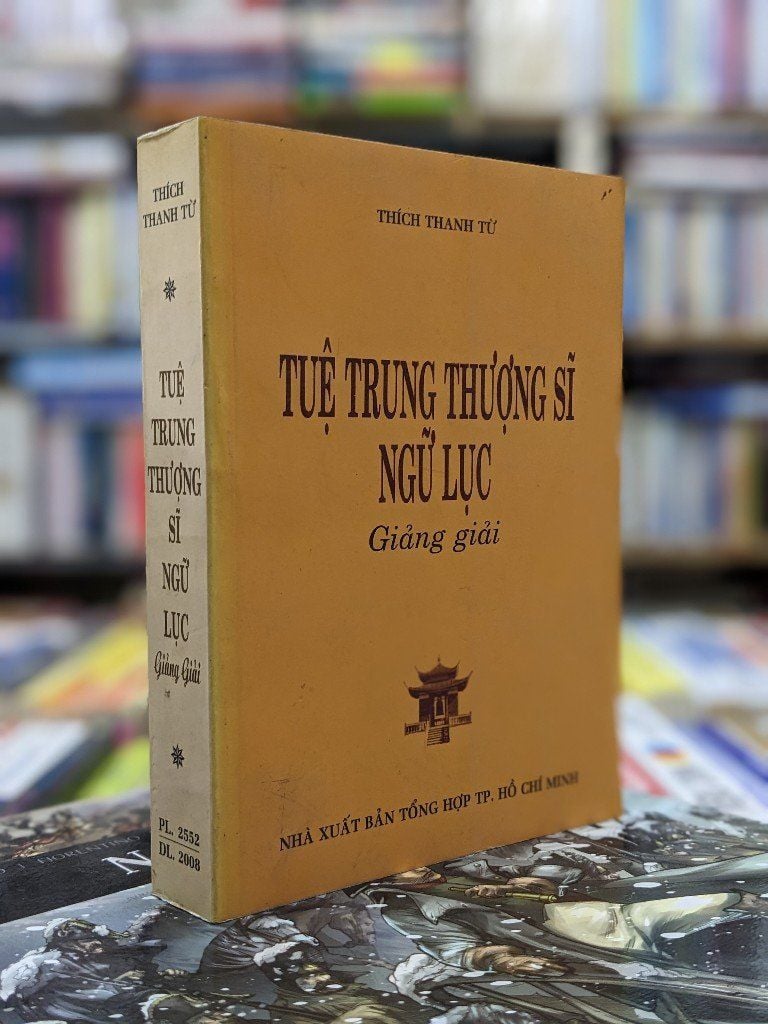 THÍCH
THANH TỪ
TUỆ
TRUNG
THƯỢNG
SĨ
NGỮ
LỤC
Giảng Giải
PL. 2552
DL. 2008
THÍCH THANH TỪ
TUỆ TRUNG THƯỢNG SĨ
NGỮ LỤC
Giảng giải
NHÀ XUẤT BẢN TỔNG HỢP TP. HỒ CHÍ MINH